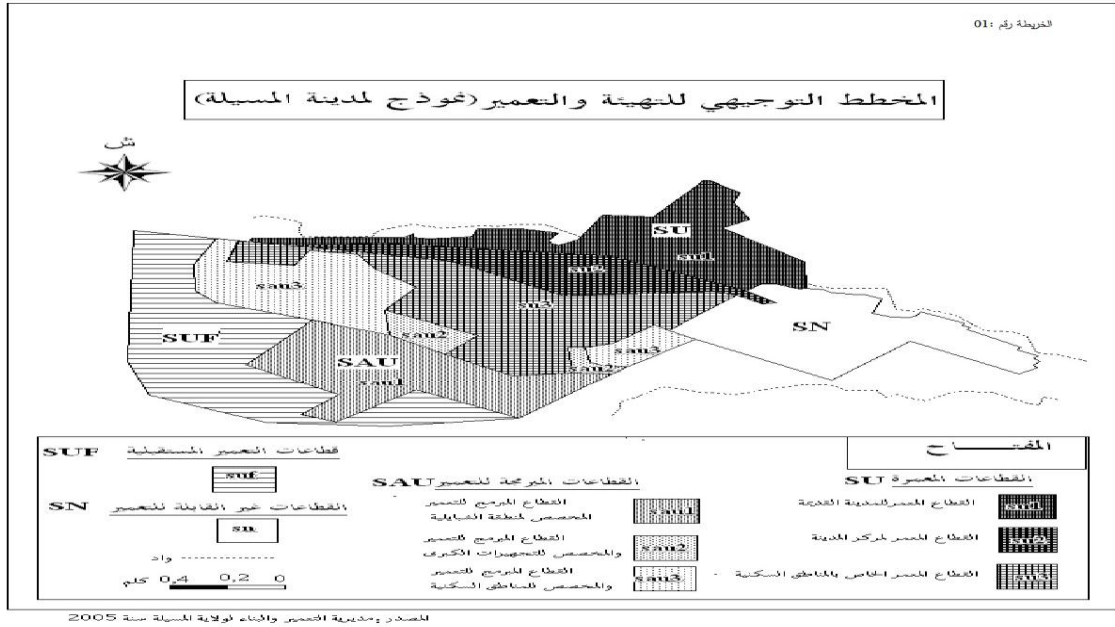 الخريطة رقم :01
المخطط التوجيهي للتهيئة والتعمير(نموذج لمدينة المسيلة)
ش
SU
su1
su2
sau3
su3
SN
sau2
SUF
SAU
sau3
sau2
sau1
المفتـــــاح
القطاعات المعمرة SU
su1 القطاع المعمر للمدينة القديمة
su2 القطاع المعمر لمركز المدينة
su3 القطاع المعمر الخاص بالمناطق السكنية
القطاعات المبرمجة للتعمير SAU
sau1 القطاع المبرمج للتعمير
المخصص لمنطقة
sau2 القطاع المبرمج للتعمير
والمخصص للتجهيزات الكبرى
sau3 القطاع المبرمج للتعمير
والمخصص للمناطق السكنية
قطاعات التعمير المستقبلية SUF
suf
القطاعات غير القابلة للتعمير SN
sn
واد
0 0,2 0,4 كلم
المصدر :مديرية التعمير والبناء لولاية المسيلة سنة 2005